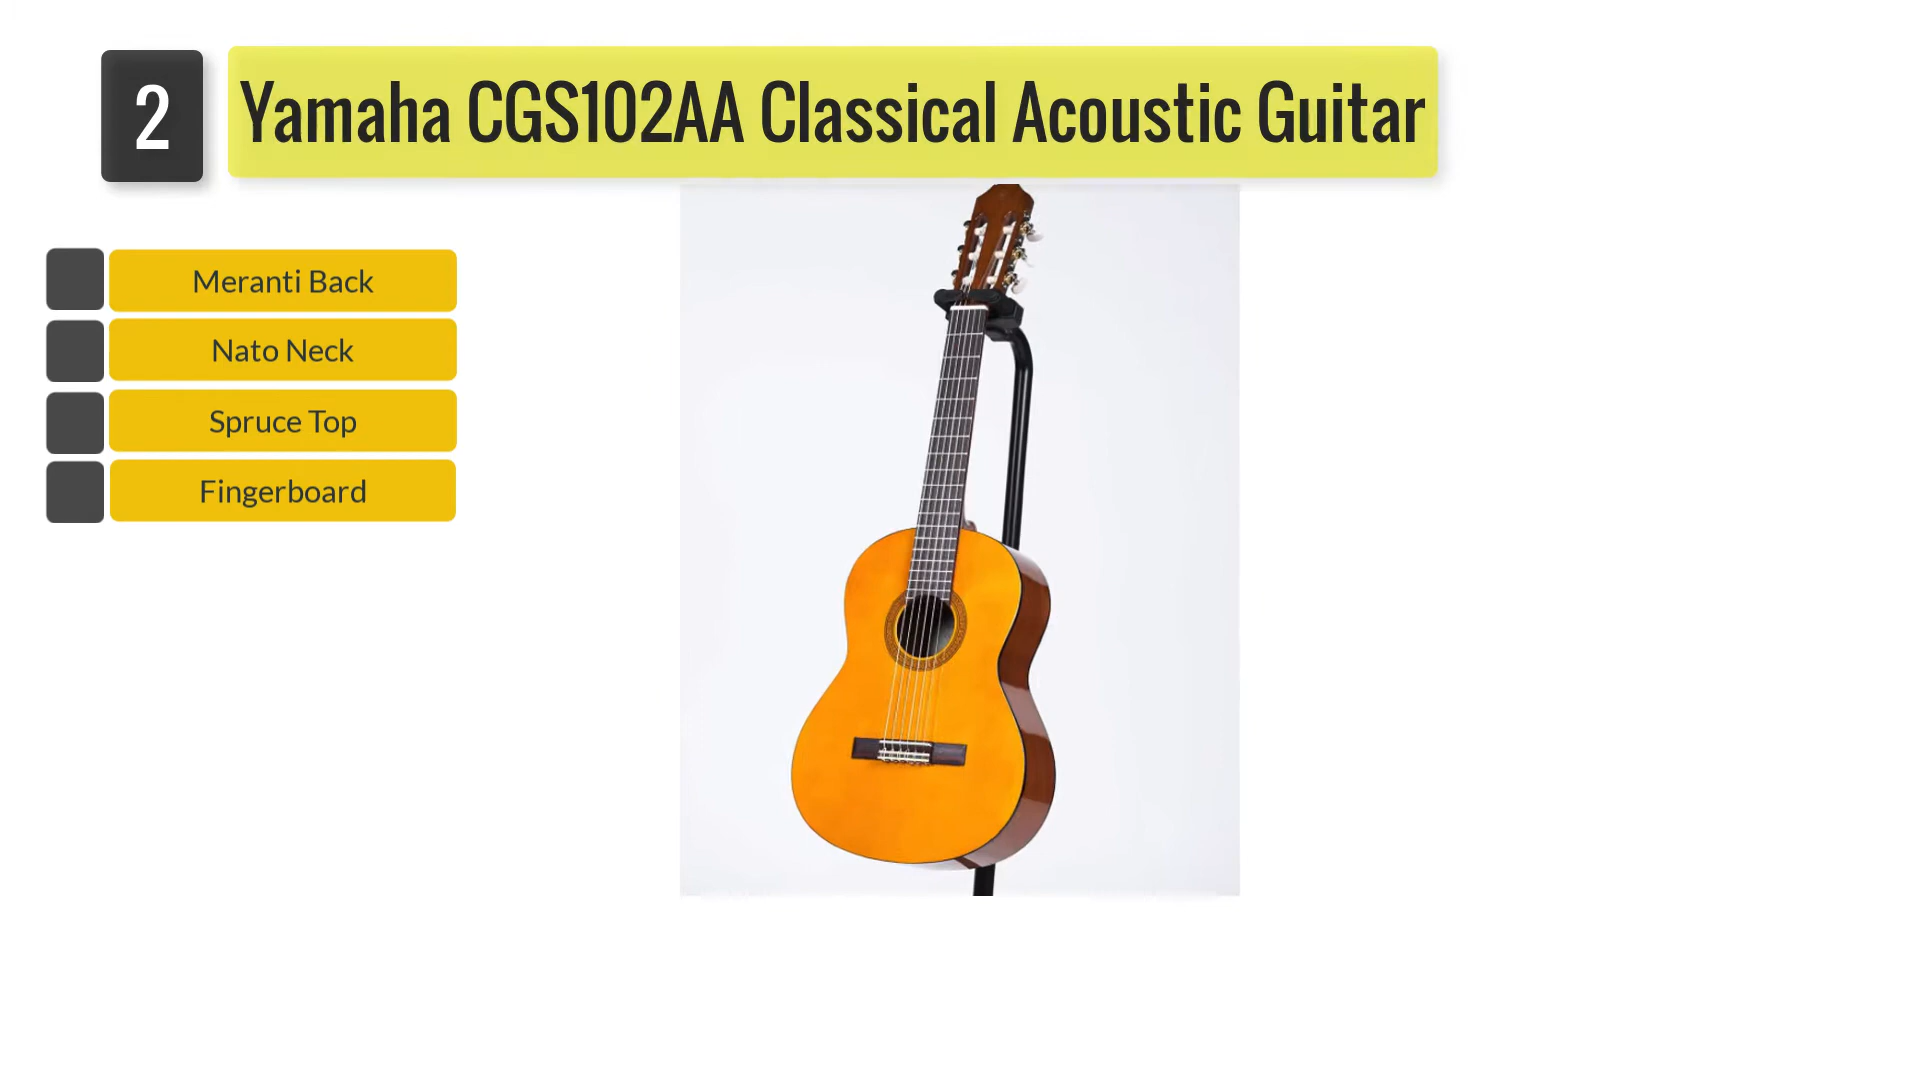 2
Yamaha CGS102AA Classical Acoustic Guitar
Meranti Back
Nato Neck
Spruce Top
Fingerboard